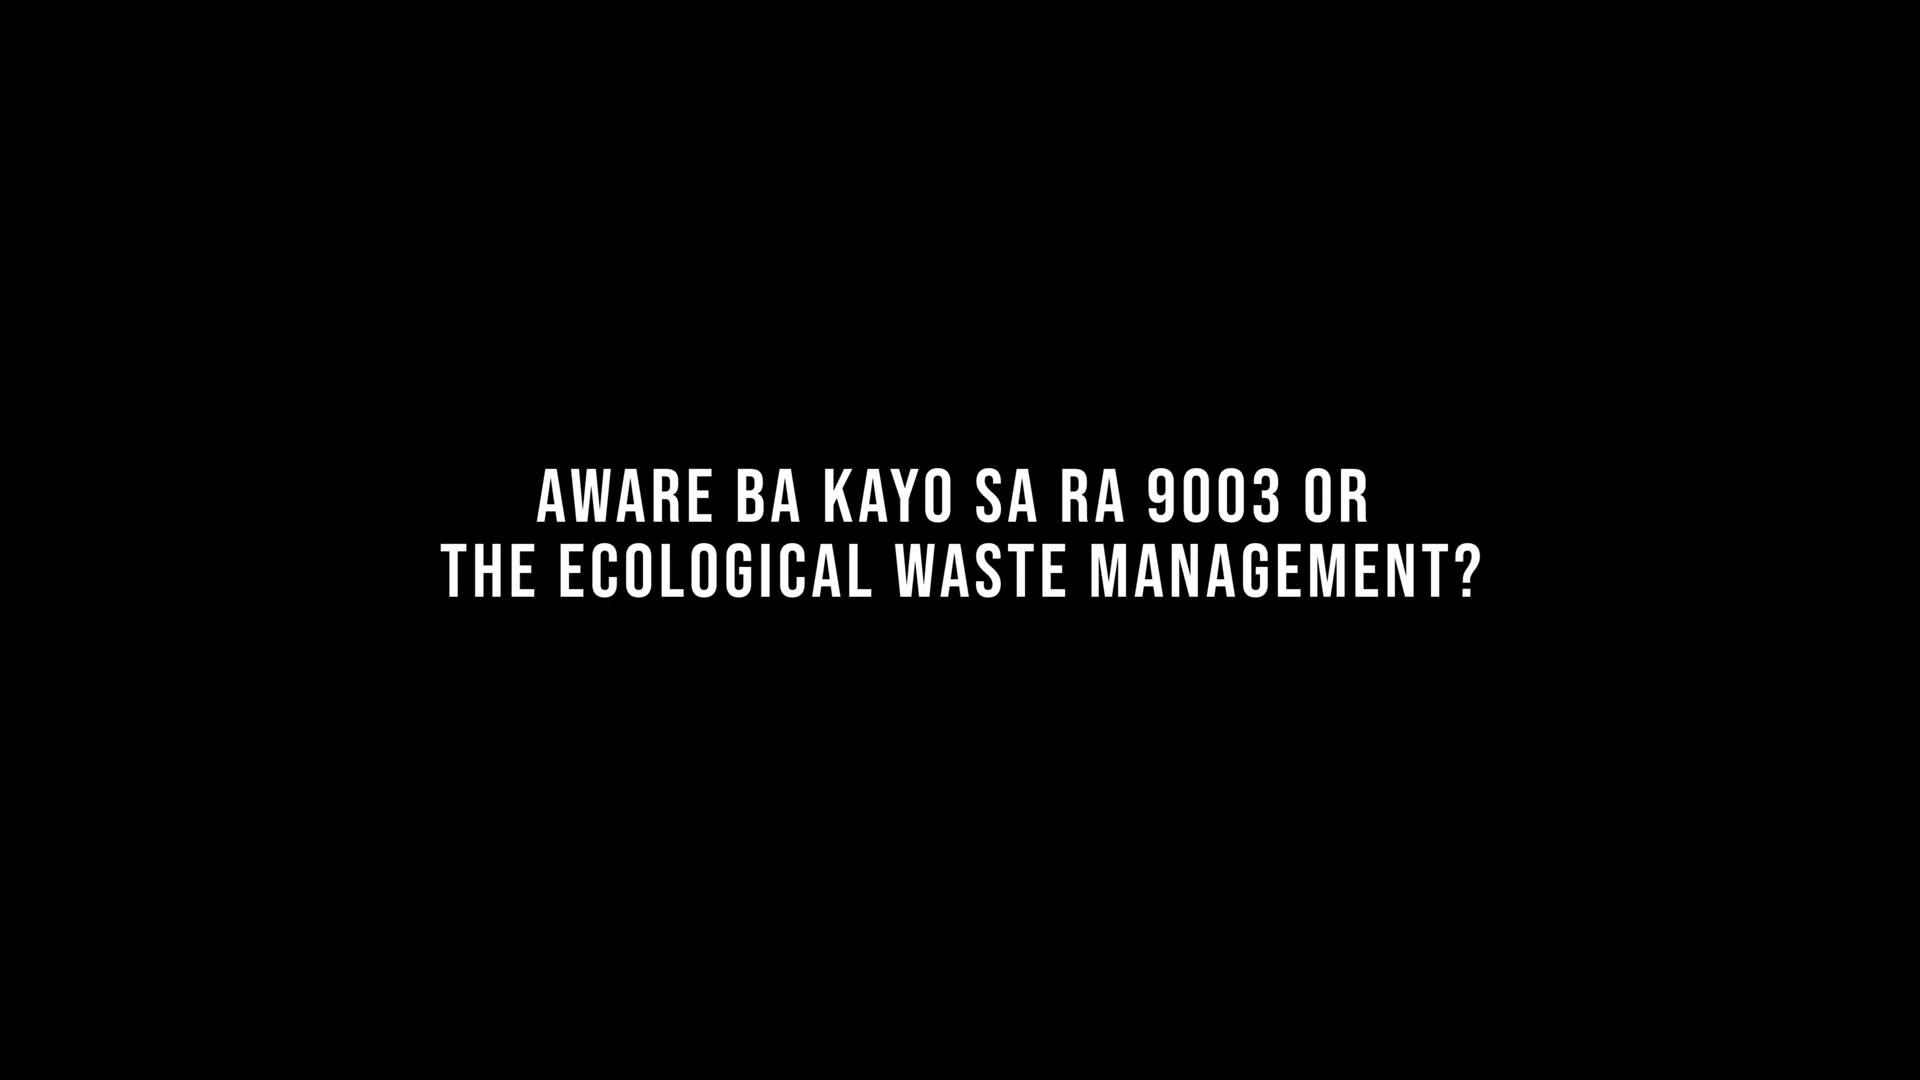 AWARE BA KAYO SA RA 9003 OR
THE ECOLOGICAL WASTE MANAGEMENT?